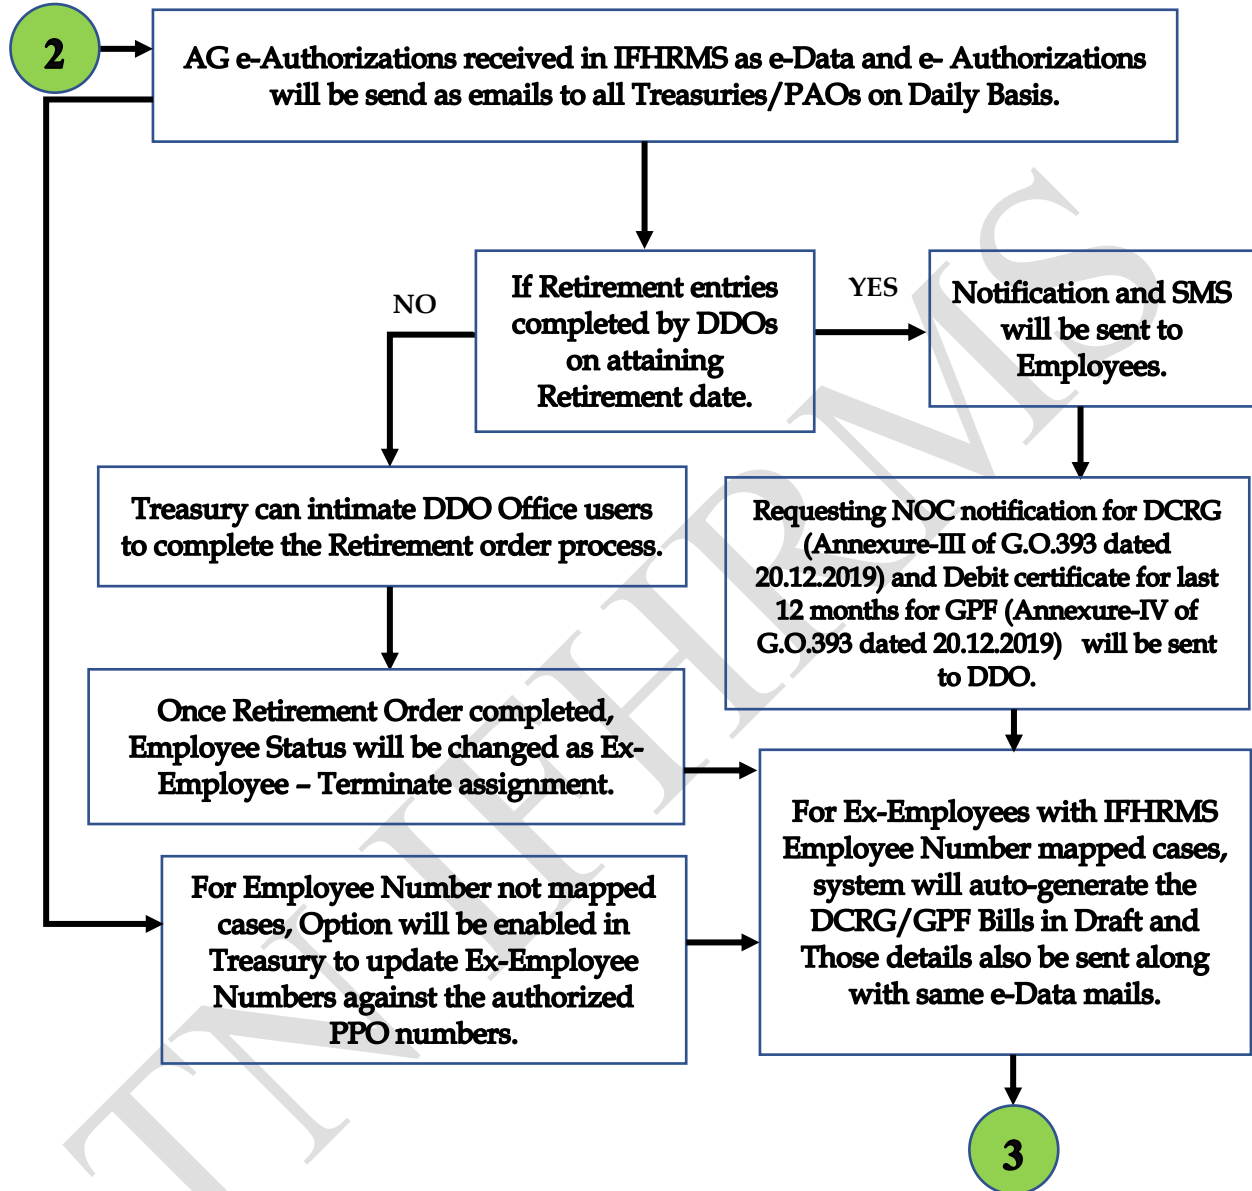 2
AG e-Authorizations received in IFHRMS as e-Data and e- Authorizations
will be send as emails to all Treasuries/PAOs on Daily Basis.
If Retirement entries
completed by DDOs
on attaining
Retirement date.
NO
YES
Notification and SMS
will be sent to
Employees.
Treasury can intimate DDO Office users
to complete the Retirement order process.
Requesting NOC notification for DCRG
(Annexure-III of G.O.393 dated
20.12.2019) and Debit certificate for last
12 months for GPF (Annexure-IV of
G.O.393 dated 20.12.2019) will be sent
to DDO.
Once Retirement Order completed,
Employee Status will be changed as Ex-
Employee – Terminate assignment.
For Ex-Employees with IFHRMS
Employee Number mapped cases,
system will auto-generate the
DCRG/GPF Bills in Draft and
Those details also be sent along
with same e-Data mails.
For Employee Number not mapped
cases, Option will be enabled in
Treasury to update Ex-Employee
Numbers against the authorized
PPO numbers.
3
TN IFHRMS